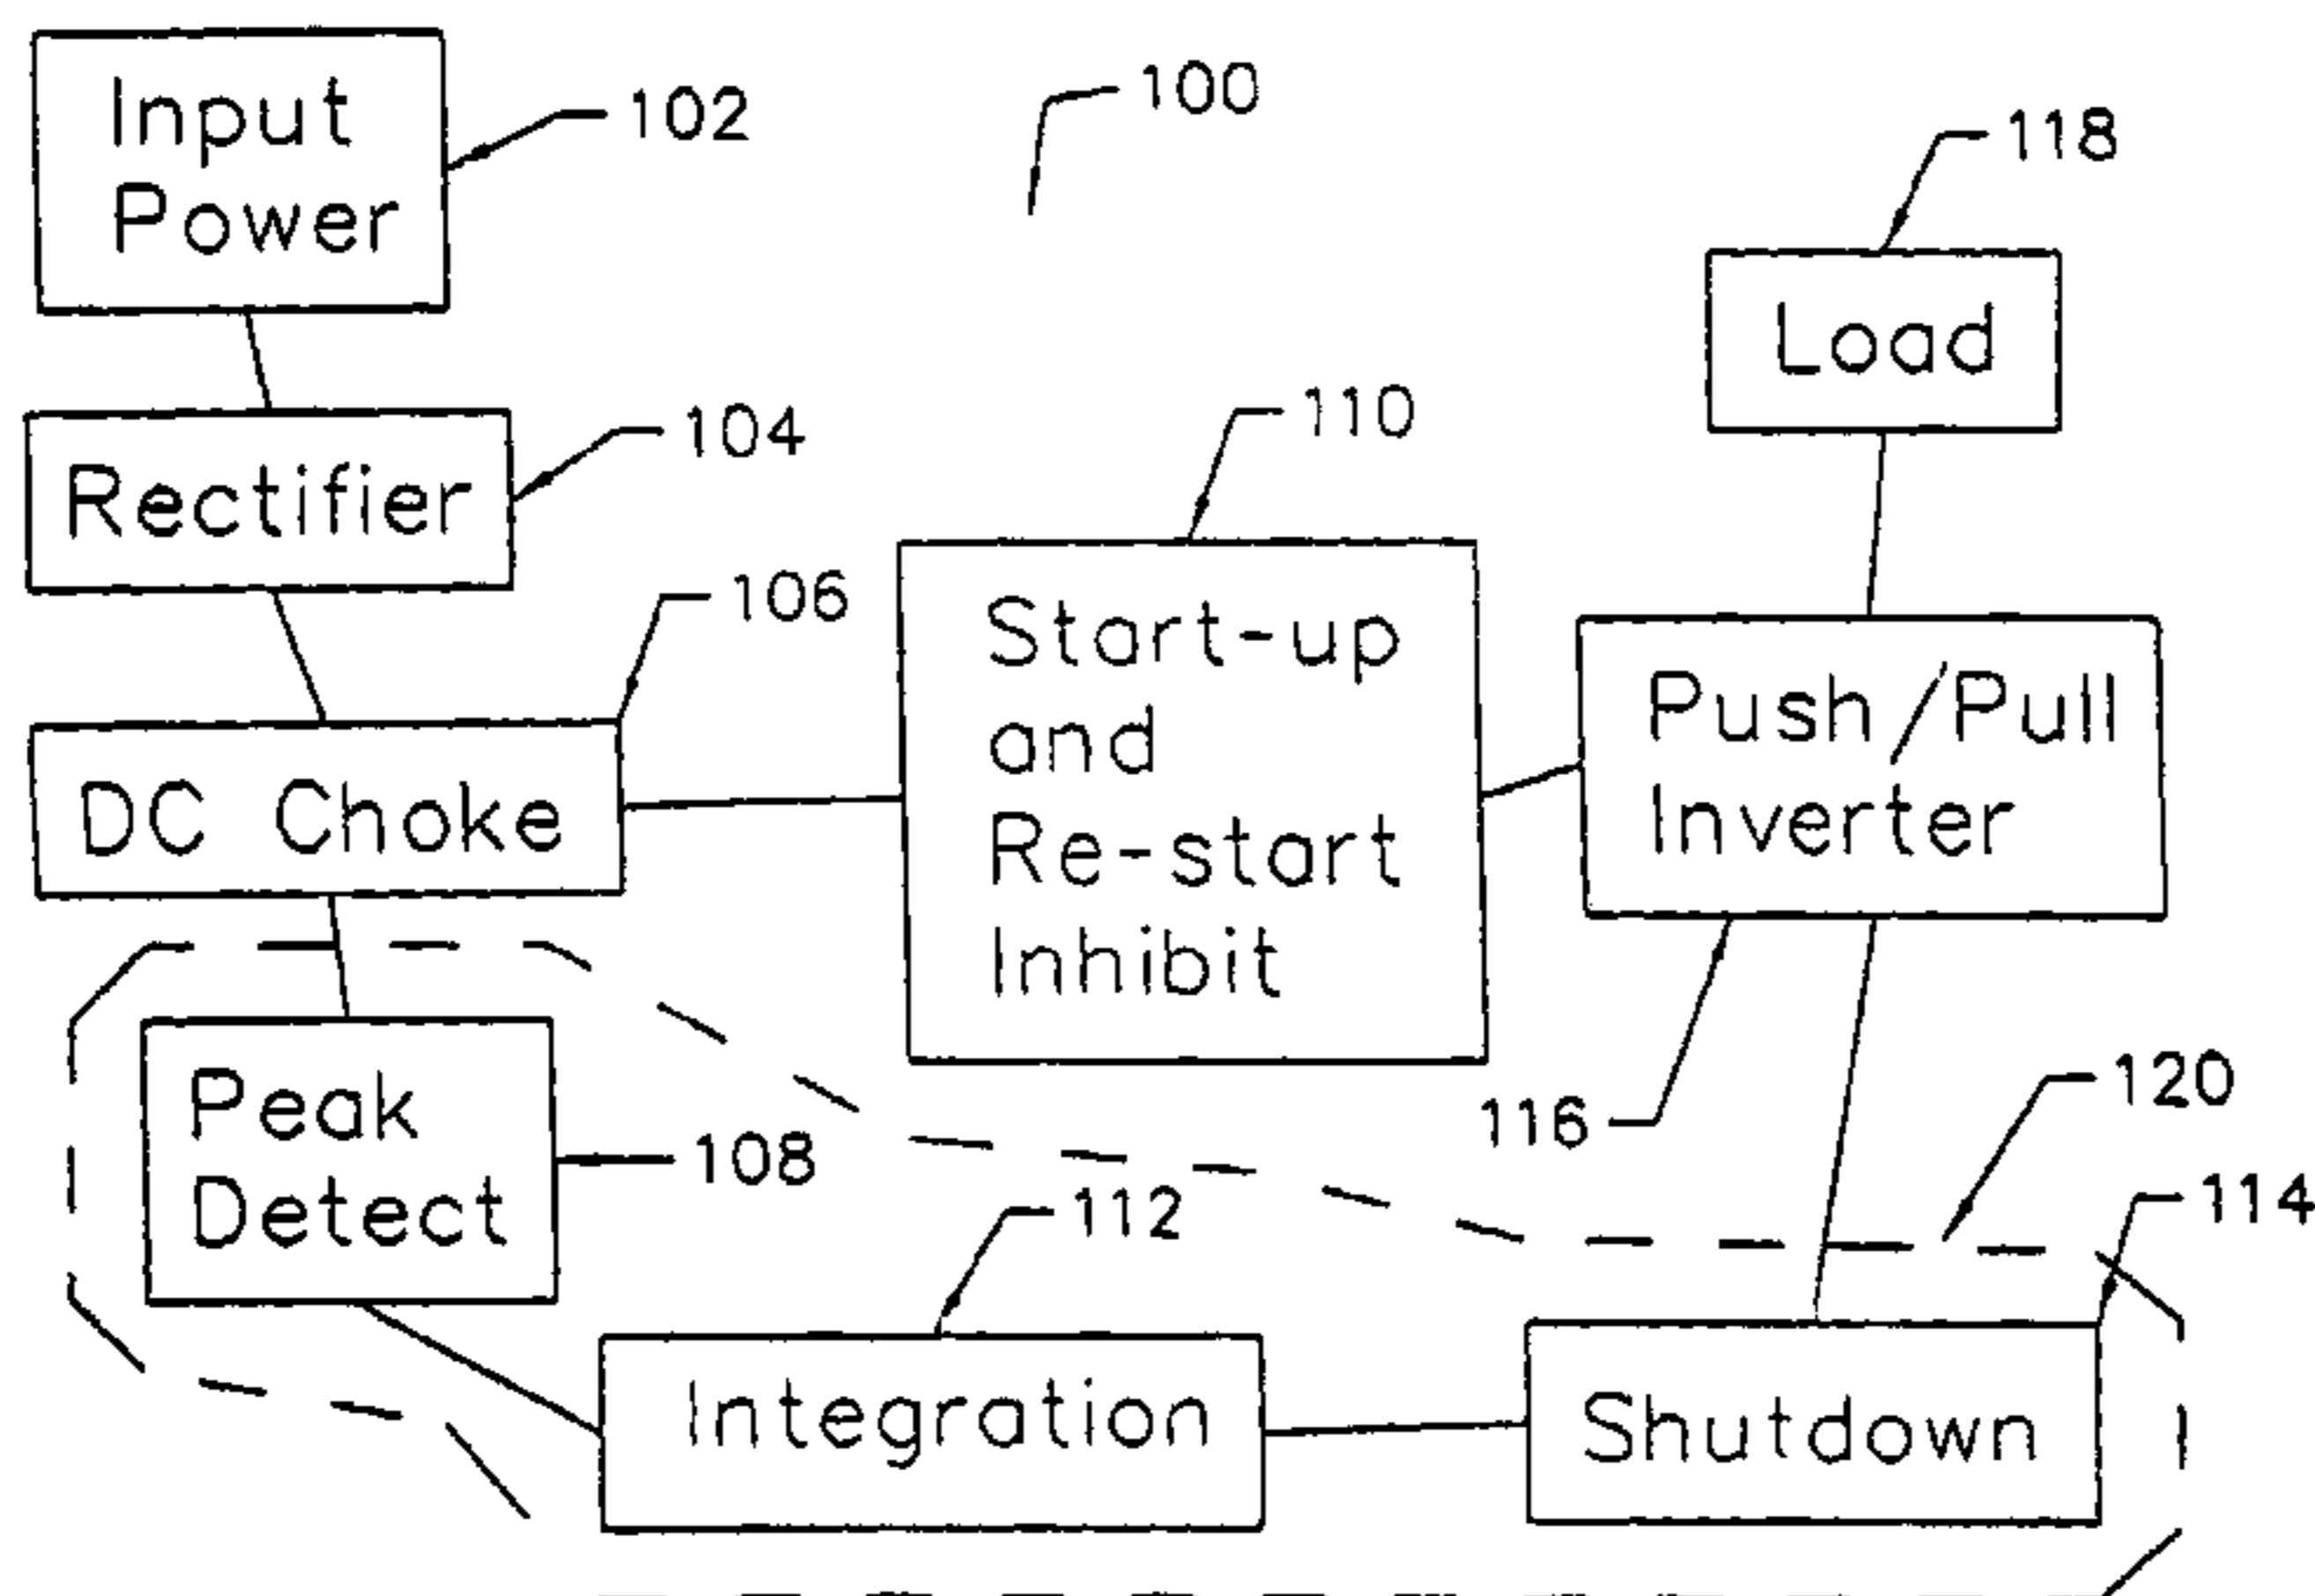 Input
Power
102
100
118
Load
Rectifier
104
110
106
Start-up
and
Re-start
Inhibit
Push/Pull
Inverter
DC Choke
Peak
Detect
108
116
120
112
114
Integration
Shutdown